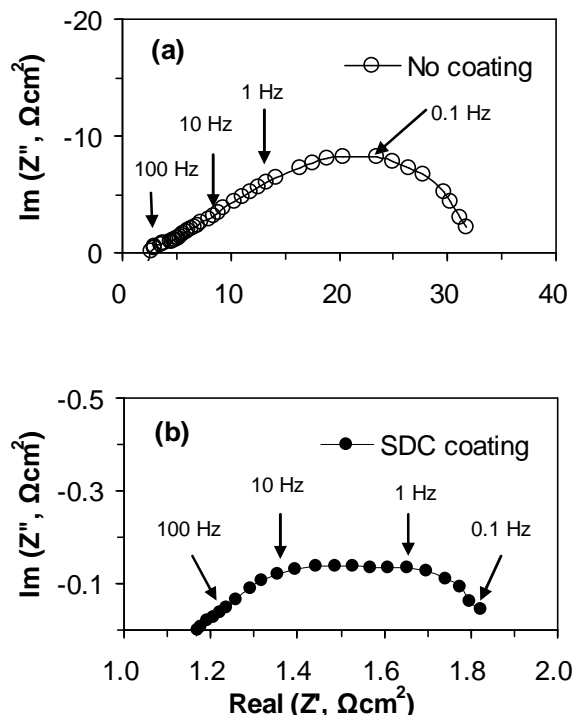 -20
(a)
No coating
1 Hz
0.1 Hz
10 Hz
100 Hz
-10
0
Im (Z", Ωcm²)
0 10 20 30 40
-0.5
(b)
SDC coating
10 Hz
1 Hz
100 Hz
0.1 Hz
-0.3
-0.1
Im (Z", Ωcm²)
1.0 1.2 1.4 1.6 1.8 2.0
Real (Z', Ωcm²)